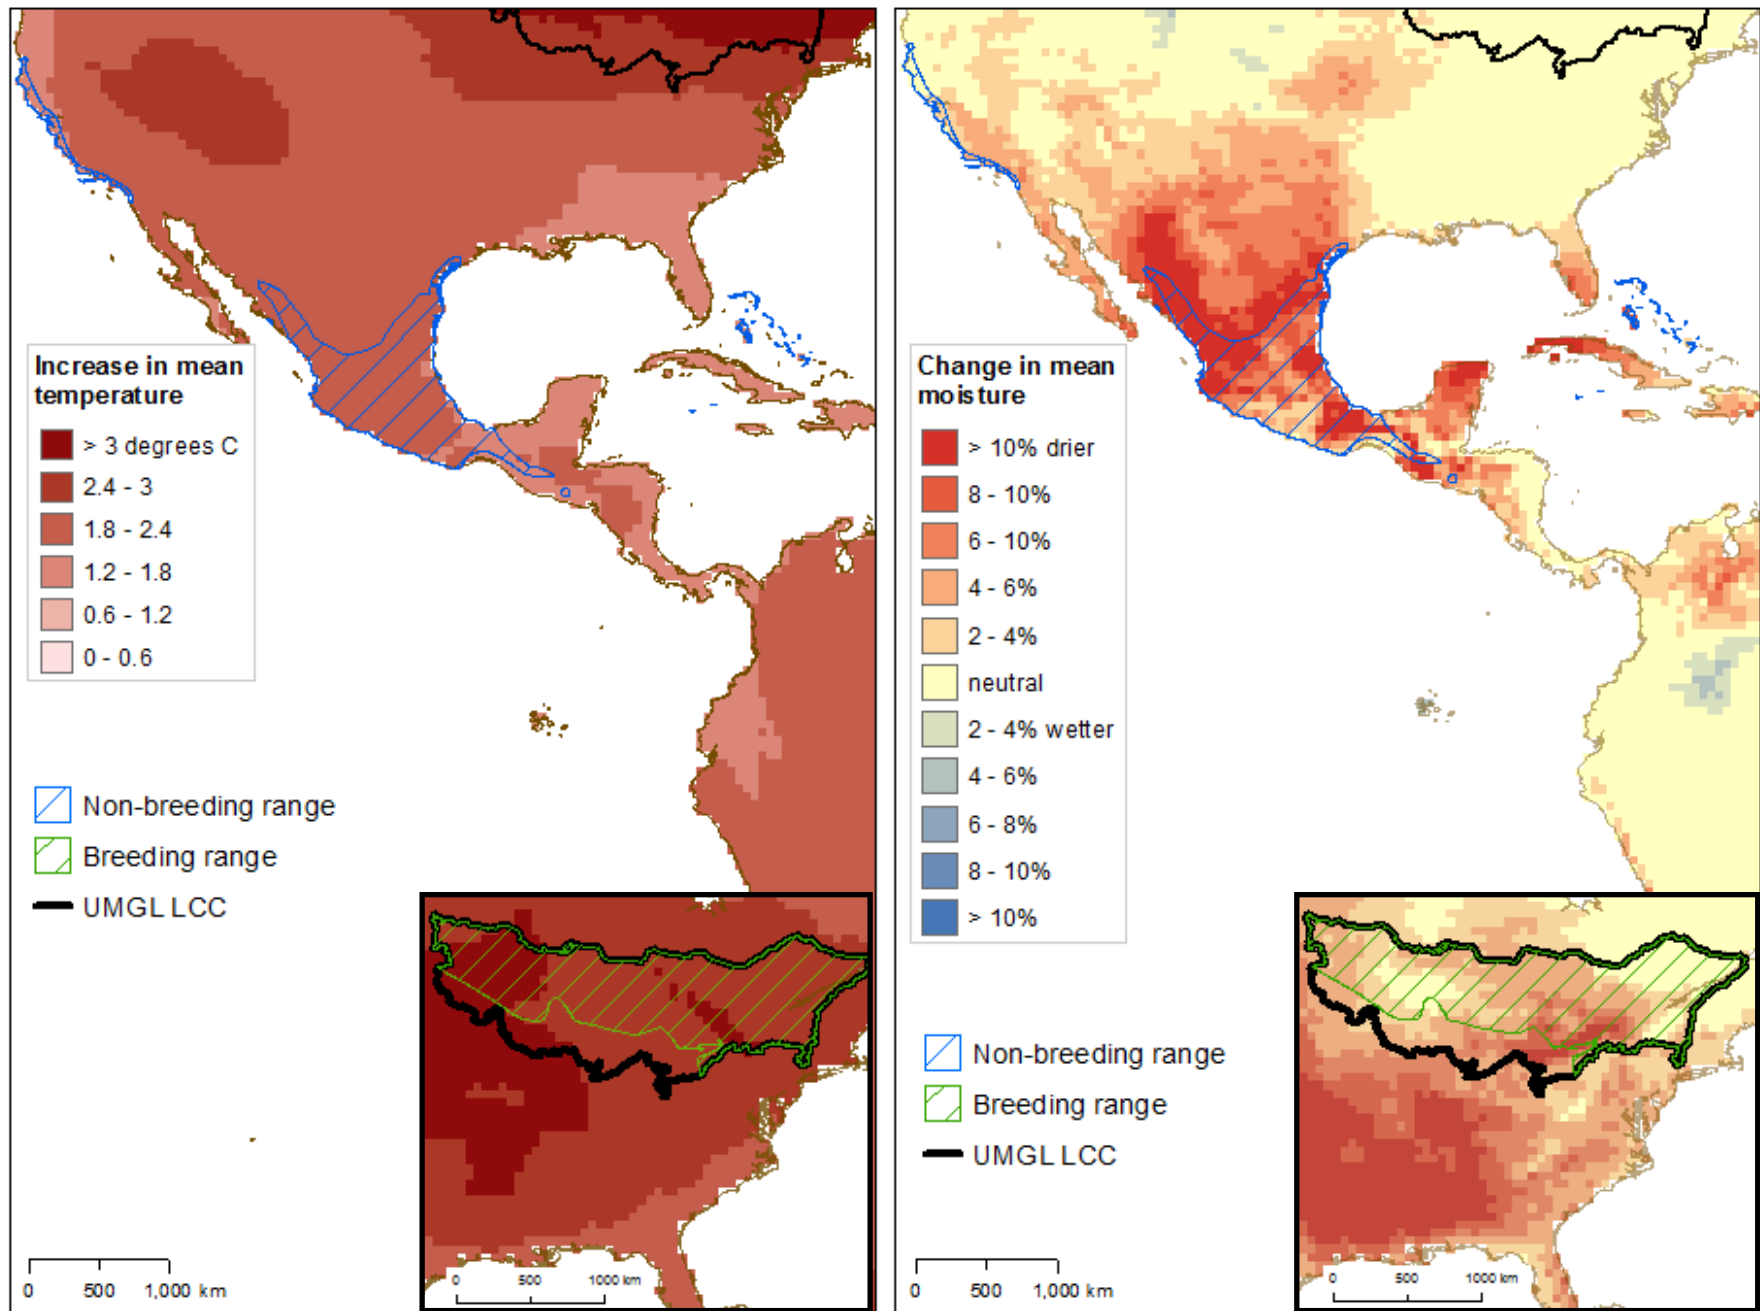 Increase in mean
temperature
> 3 degrees C
2.4 - 3
1.8 - 2.4
1.2 - 1.8
0.6 - 1.2
0 - 0.6
Non-breeding range
Breeding range
UMGL LCC
0 500 1,000 km
0 500 1000 km
Change in mean
moisture
> 10% drier
8 - 10%
6 - 10%
4 - 6%
2 - 4%
neutral
2 - 4% wetter
4 - 6%
6 - 8%
8 - 10%
> 10%
Non-breeding range
Breeding range
UMGL LCC
0 500 1,000 km
0 500 1000 km